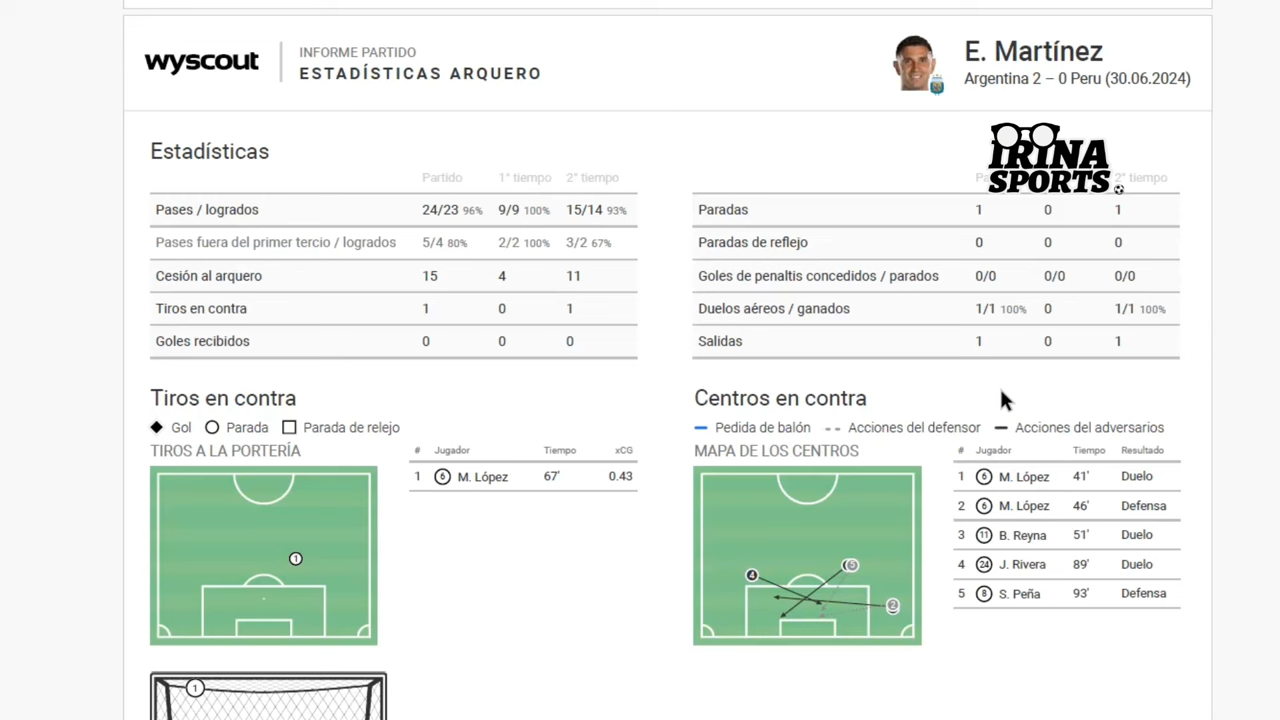 wyscout
INFORME PARTIDO
ESTADÍSTICAS ARQUERO
E. Martínez
Argentina 2 – 0 Peru (30.06.2024)
IRINA
SPORTS
Estadísticas
Partido 1° tiempo 2° tiempo
Pases / logrados 24/23 96% 9/9 100% 15/14 93%
Pases fuera del primer tercio / logrados 5/4 80% 2/2 100% 3/2 67%
Cesión al arquero 15 4 11
Tiros en contra 1 0 1
Goles recibidos 0 0 0
2° tiempo
Paradas 1 0 1
Paradas de reflejo 0 0 0
Goles de penaltis concedidos / parados 0/0 0/0 0/0
Duelos aéreos / ganados 1/1 100% 0 1/1 100%
Salidas 1 0 1
Tiros en contra
Gol Parada Parada de relejo
TIROS A LA PORTERÍA
# Jugador Tiempo xCG
1 6 M. López 67' 0.43
1
1
Centros en contra
Pedida de balón Acciones del defensor Acciones del adversarios
MAPA DE LOS CENTROS
# Jugador Tiempo Resultado
1 6 M. López 41' Duelo
2 6 M. López 46' Defensa
3 11 B. Reyna 51' Duelo
4 24 J. Rivera 89' Duelo
5 8 S. Peña 93' Defensa
4
5
2